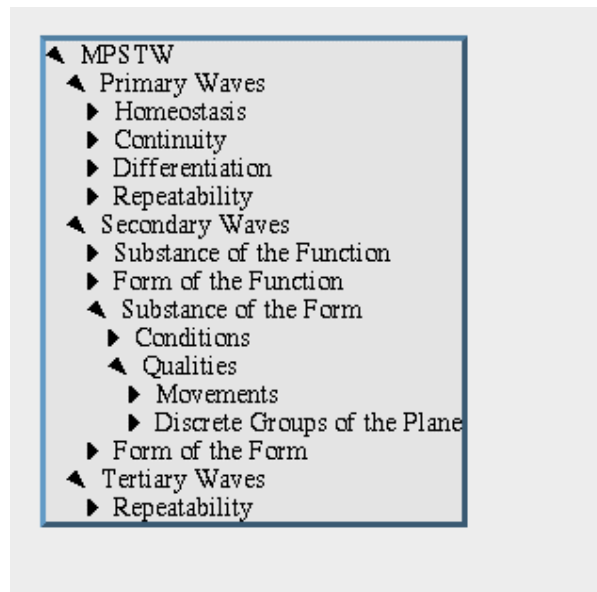 MPSTW
Primary Waves
Homeostasis
Continuity
Differentiation
Repeatability
Secondary Waves
Substance of the Function
Form of the Function
Substance of the Form
Conditions
Qualities
Movements
Discrete Groups of the Plane
Form of the Form
Tertiary Waves
Repeatability